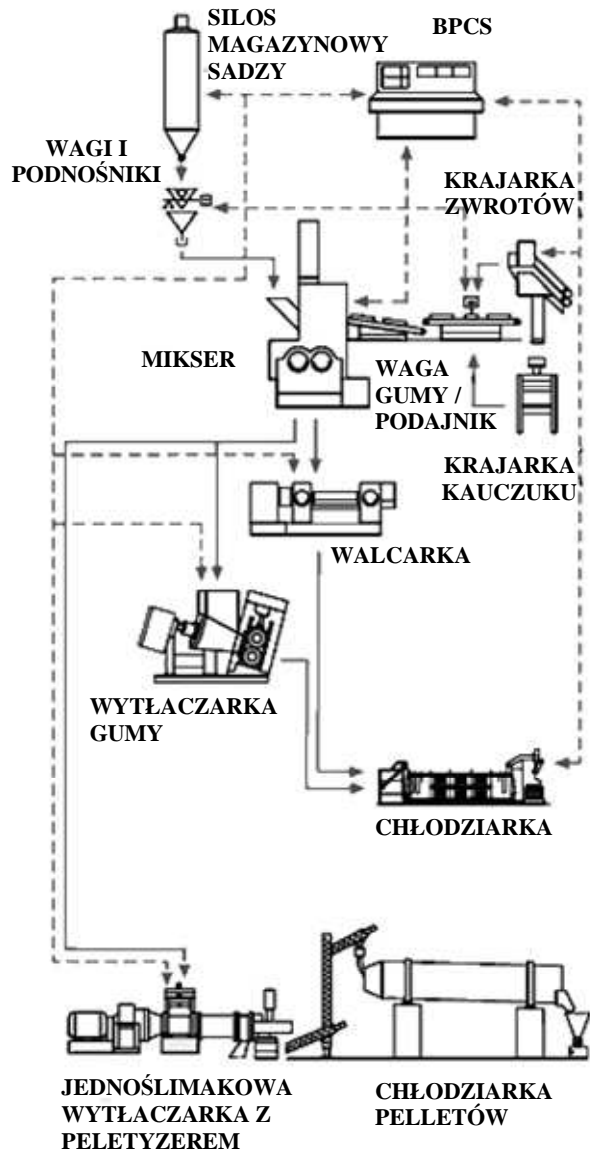 SILOS
MAGAZYNOWY
SADZY
BPCS
WAGI I
PODNOŚNIKI
KRAJARKA
ZWROTÓW
MIKSER
WAGA
GUMY /
PODAJNIK
KRAJARKA
KAUCZUKU
WALCARKA
WYTŁACZARKA
GUMY
CHŁODZIARKA
JEDNOŚLIMAKOWA
WYTŁACZARKA Z
PELETYZEREM
CHŁODZIARKA
PELLETÓW